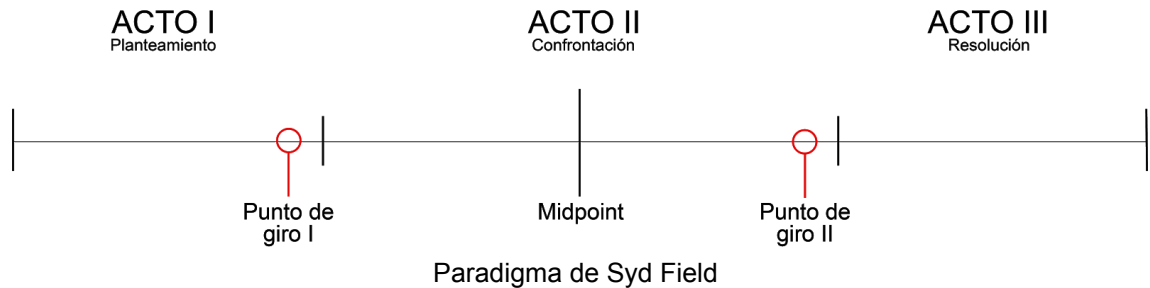 ACTO I
Planteamiento
ACTO II
Confrontación
ACTO III
Resolución
Punto de
giro I
Midpoint
Punto de
giro II
Paradigma de Syd Field